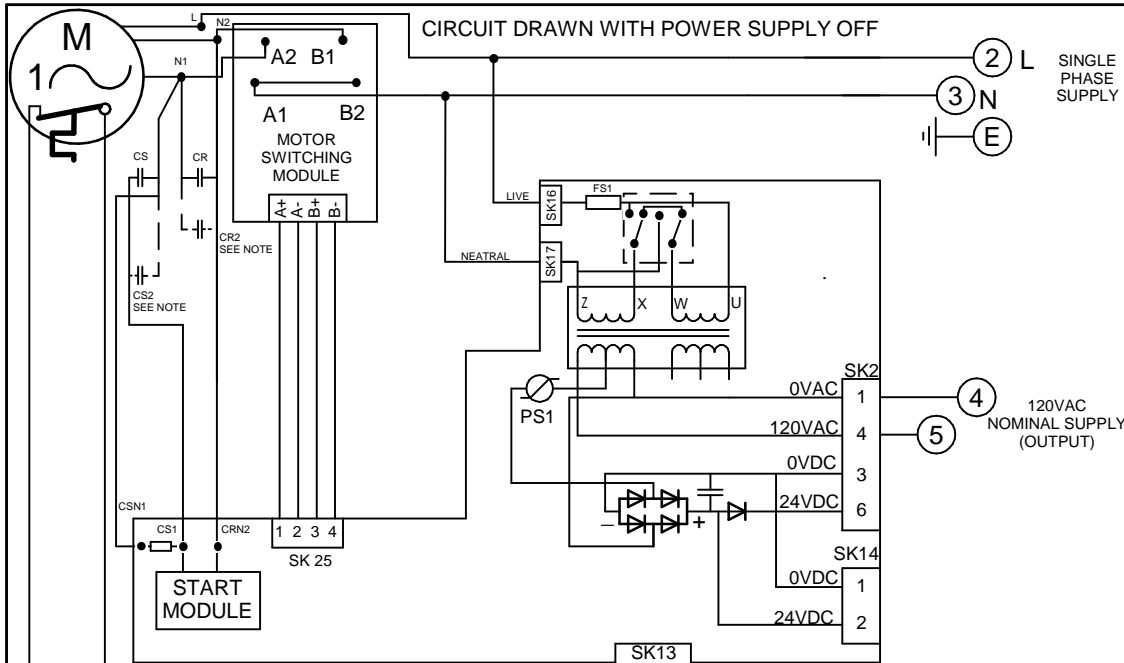 CIRCUIT DRAWN WITH POWER SUPPLY OFF
M
1
L
N2
N1
A2 B1
A1 B2
MOTOR
SWITCHING
MODULE
A+ A- B+ B-
2 L
3 N
E
SINGLE
PHASE
SUPPLY
CS
CR
CR2
SEE NOTE
CS2
SEE NOTE
LIVE
SK16
FS1
NEATRAL
SK17
Z X W U
PS1
SK2
0VAC 1
120VAC 4
0VDC 3
24VDC 6
4
5
120VAC
NOMINAL SUPPLY
(OUTPUT)
– +
SK14
0VDC 1
24VDC 2
CSN1
CS1
CRN2
1 2 3 4
SK 25
START
MODULE
SK13